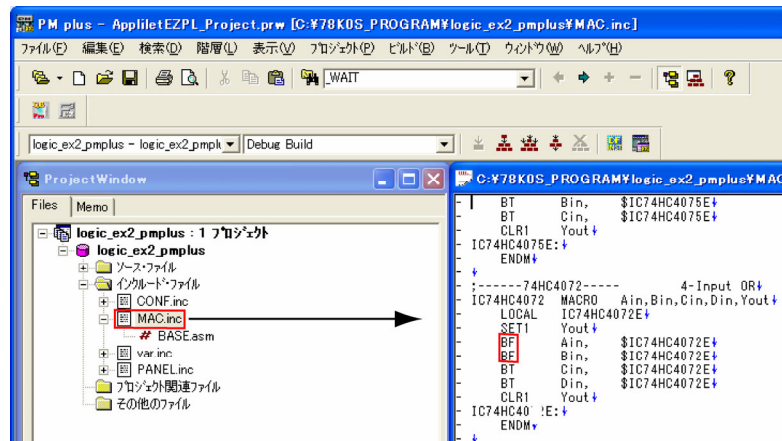 PM plus - AppliletEZPL_Project.prw [C:¥78K0S_PROGRAM¥logic_ex2_pmplus¥MAC.inc]
ファイル(F) 編集(E) 検索(D) 階層(L) 表示(V) プロジェクト(P) ビルド(B) ツール(T) ウィンドウ(W) ヘルプ(H)
_WAIT
logic_ex2_pmplus - logic_ex2_pmplı Debug Build
ProjectWindow
Files Memo
logic_ex2_pmplus : 1 プロジェクト
logic_ex2_pmplus
ソース・ファイル
インクルード・ファイル
CONF.inc
MAC.inc
# BASE.asm
var.inc
PANEL.inc
プロジェクト関連ファイル
その他のファイル
C:¥78K0S_PROGRAM¥logic_ex2_pmplus¥MAC
BT Bin, $IC74HC4075E↓
BT Cin, $IC74HC4075E↓
CLR1 Yout↓
IC74HC4075E:↓
ENDM↓
↓
;------74HC4072----- 4-Input OR↓
IC74HC4072 MACRO Ain,Bin,Cin,Din,Yout↓
LOCAL IC74HC4072E↓
SET1 Yout↓
BF Ain, $IC74HC4072E↓
BF Bin, $IC74HC4072E↓
BT Cin, $IC74HC4072E↓
BT Din, $IC74HC4072E↓
CLR1 Yout↓
IC74HC40 2E:↓
ENDM↓
↓